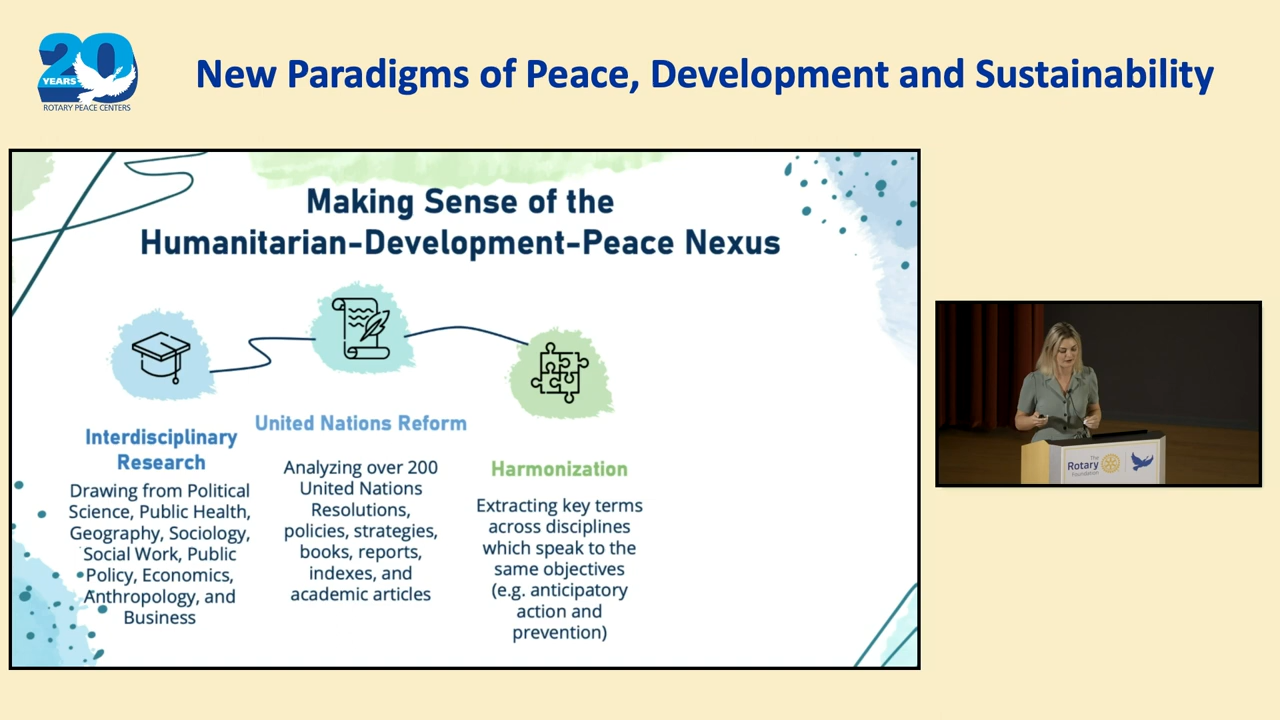 20
YEARS
ROTARY PEACE CENTERS
New Paradigms of Peace, Development and Sustainability
Making Sense of the
Humanitarian-Development-Peace Nexus
Interdisciplinary
Research
Drawing from Political
Science, Public Health,
Geography, Sociology,
Social Work, Public
Policy, Economics,
Anthropology, and
Business
United Nations Reform
Analyzing over 200
United Nations
Resolutions,
policies, strategies,
books, reports,
indexes, and
academic articles
Harmonization
Extracting key terms
across disciplines
which speak to the
same objectives
(e.g. anticipatory
action and
prevention)
The
Rotary
Foundation